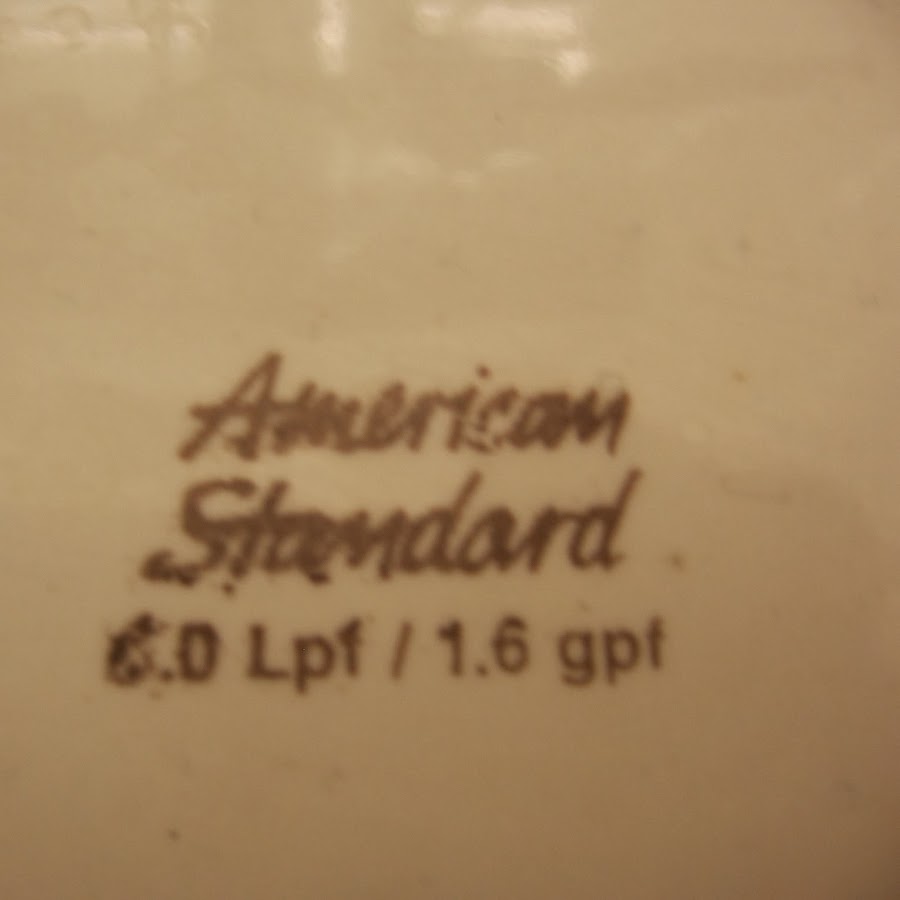 American
Standard
6.0 Lpf / 1.6 gpf